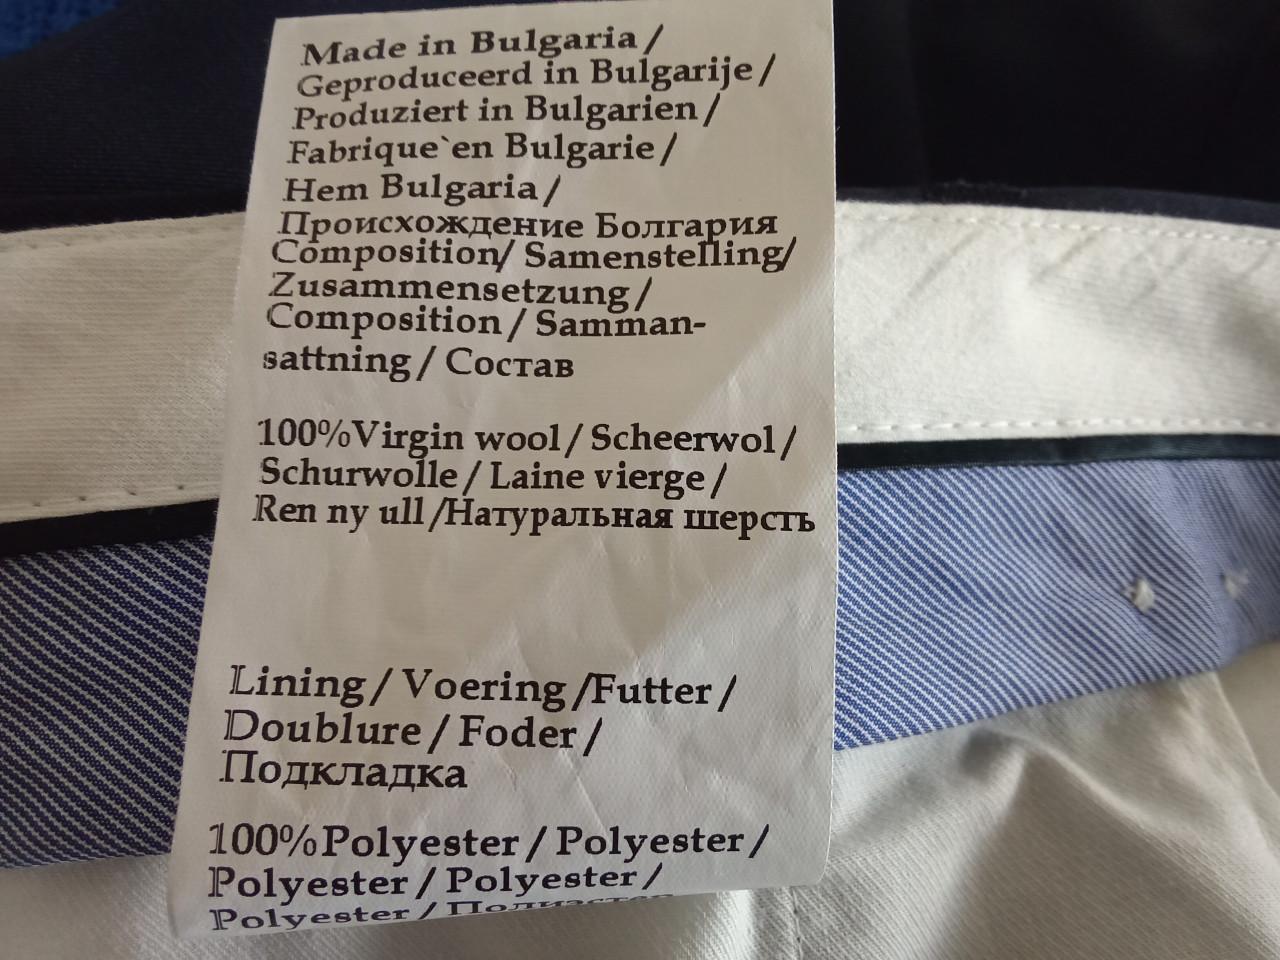 Made in Bulgaria/
Geproduceerd in Bulgarije/
Produziert in Bulgarien/
Fabrique`en Bulgarie/
Hem Bulgaria/
Происхождение Болгария
Composition/ Samenstelling/
Zusammensetzung/
Composition/ Samman-
sattning/ Состав
100%Virgin wool/ Scheerwol/
Schurwolle/ Laine vierge/
Ren ny ull/Натуральная шерсть
Lining/ Voering/Futter/
Doublure/ Foder/
Подкладка
100%Polyester/ Polyester/
Polyester/ Polyester/
Polyester/ Полиэстер